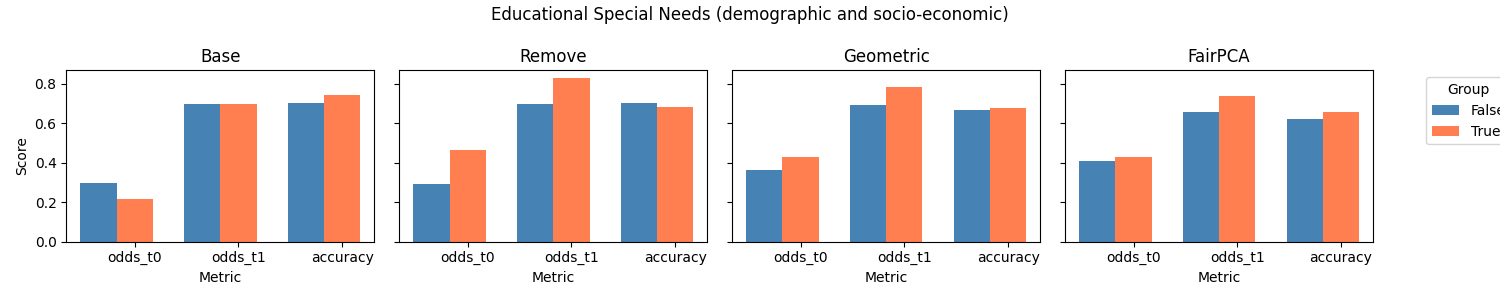 Educational Special Needs (demographic and socio-economic)
Base
Remove
Geometric
FairPCA
Score
0.8
0.6
0.4
0.2
0.0
odds_t0 odds_t1 accuracy
odds_t0 odds_t1 accuracy
odds_t0 odds_t1 accuracy
odds_t0 odds_t1 accuracy
Metric
Metric
Metric
Metric
Group
False
True